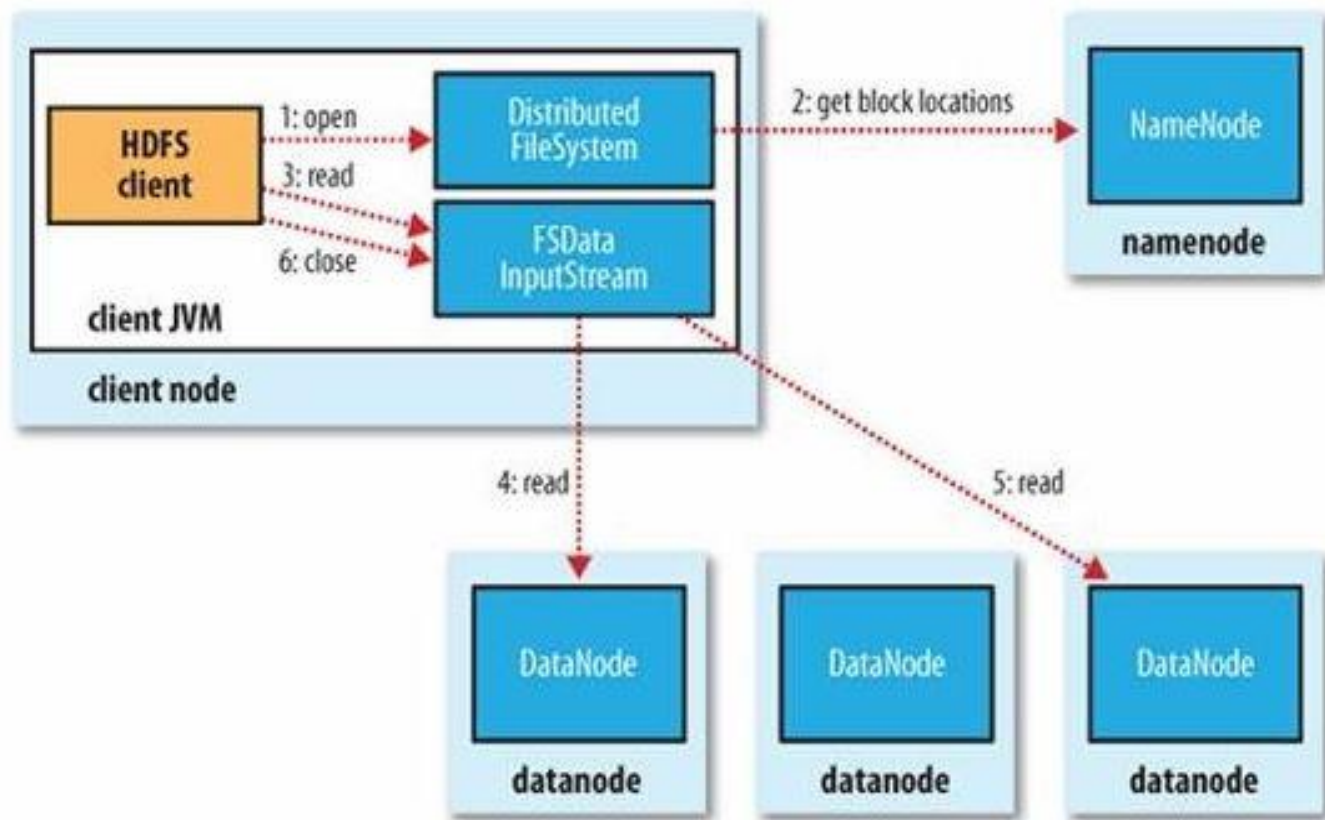 HDFS
client
1: open
3: read
6: close
client JVM
client node
Distributed
FileSystem
FSData
InputStream
2: get block locations
NameNode
namenode
4: read
5: read
DataNode
datanode
DataNode
datanode
DataNode
datanode